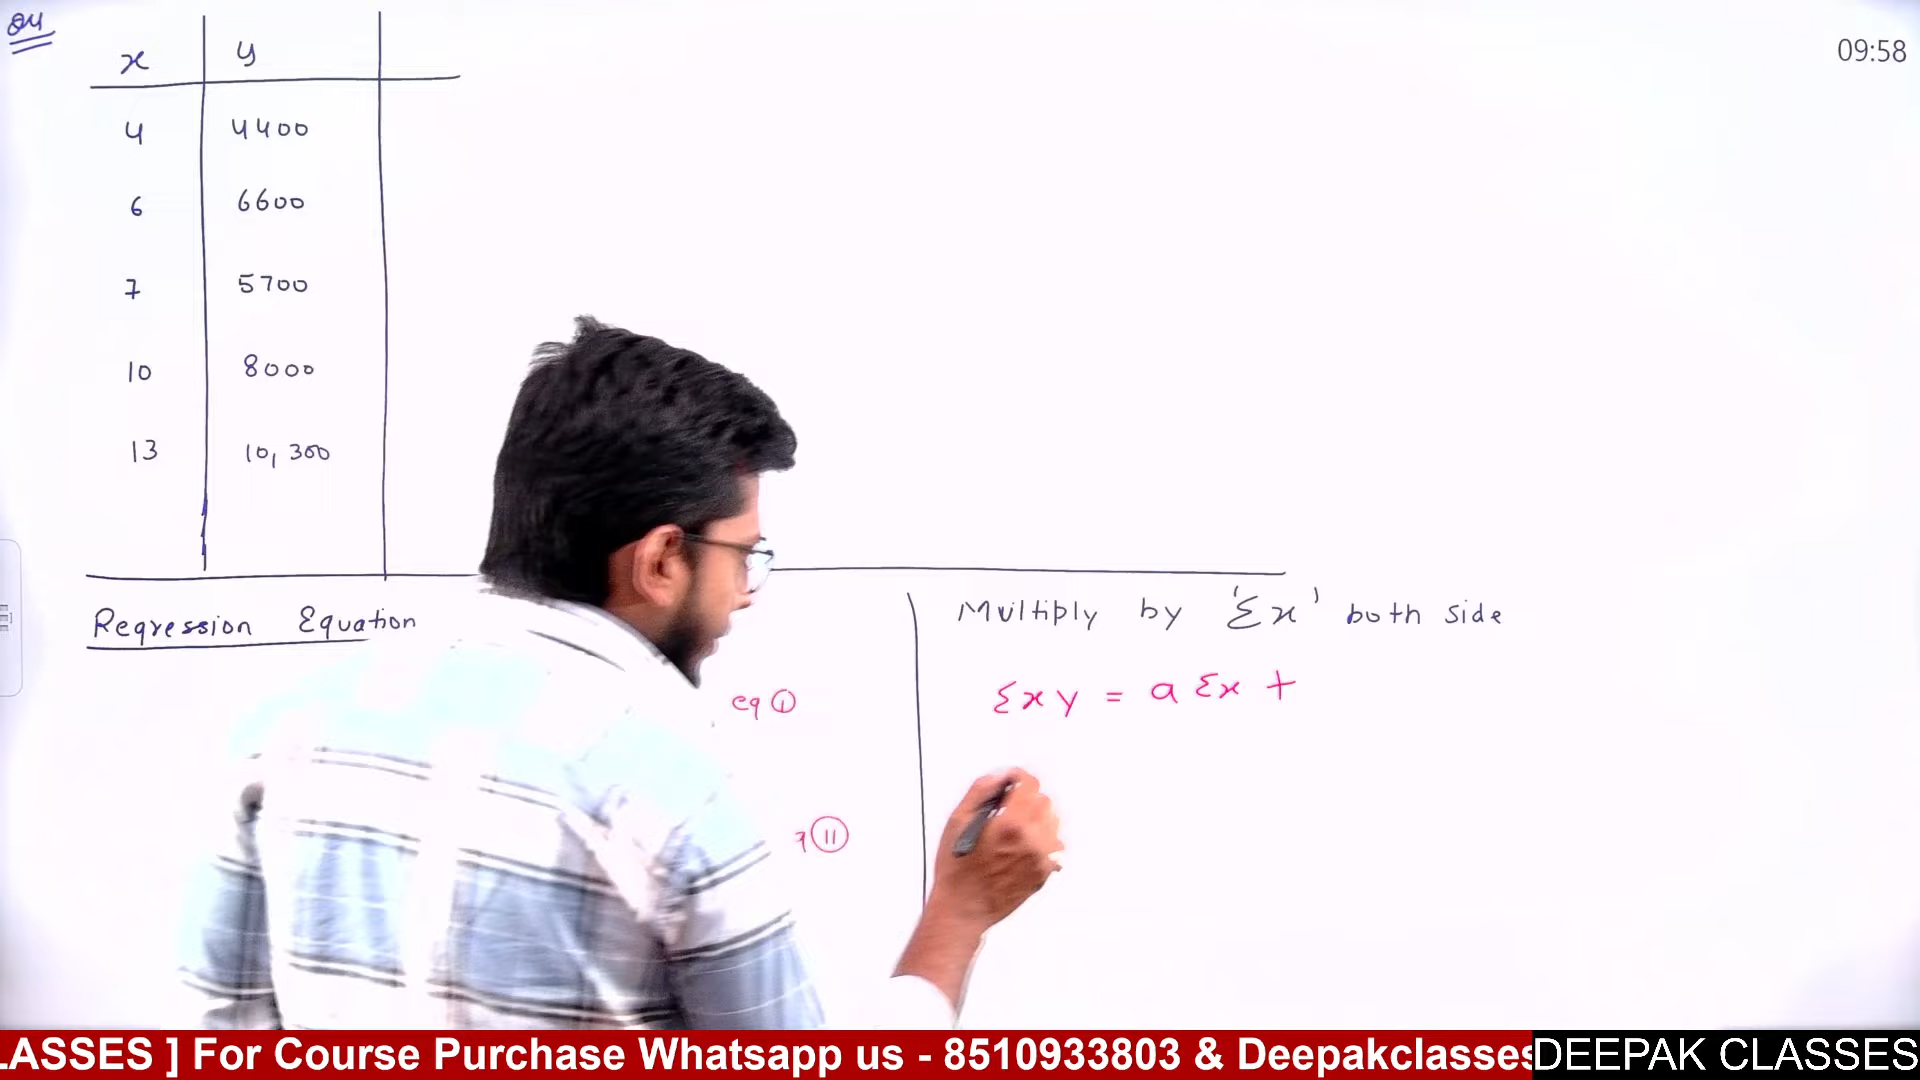 Q4
09:58
x y
4 4400
6 6600
7 5700
10 8000
13 10,300
Regression Equation
eq ①
⑪
Multiply by 'Σx' both side
Σxy = a Σx +
LASSES ] For Course Purchase Whatsapp us - 8510933803 & Deepakclasses
DEEPAK CLASSES